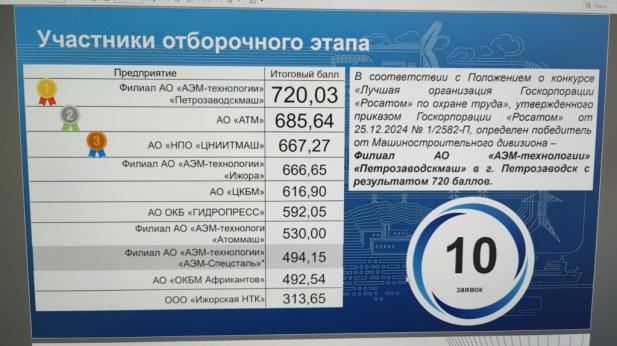 Участники отборочного этапа
Предприятие Итоговый балл
1 Филиал АО «АЭМ-технологии»
«Петрозаводскмаш» 720,03
2 АО «АТМ» 685,64
3 АО «НПО «ЦНИИТМАШ» 667,27
Филиал АО «АЭМ-технологии»
«Ижора» 666,65
АО «ЦКБМ» 616,90
АО ОКБ «ГИДРОПРЕСС» 592,05
Филиал АО «АЭМ-технологи
«Атоммаш» 530,00
Филиал АО «АЭМ-технологии»
«АЭМ-Спецсталь»* 494,15
АО «ОКБМ Африкантов» 492,54
ООО «Ижорская НТК» 313,65
В соответствии с Положением о конкурсе
«Лучшая организация Госкорпорации
«Росатом» по охране труда», утвержденного
приказом Госкорпорации «Росатом» от
25.12.2024 № 1/2582-П, определен победитель
от Машиностроительного дивизиона –
Филиал АО «АЭМ-технологии»
«Петрозаводскмаш» в г. Петрозаводск с
результатом 720 баллов.
10
заявок